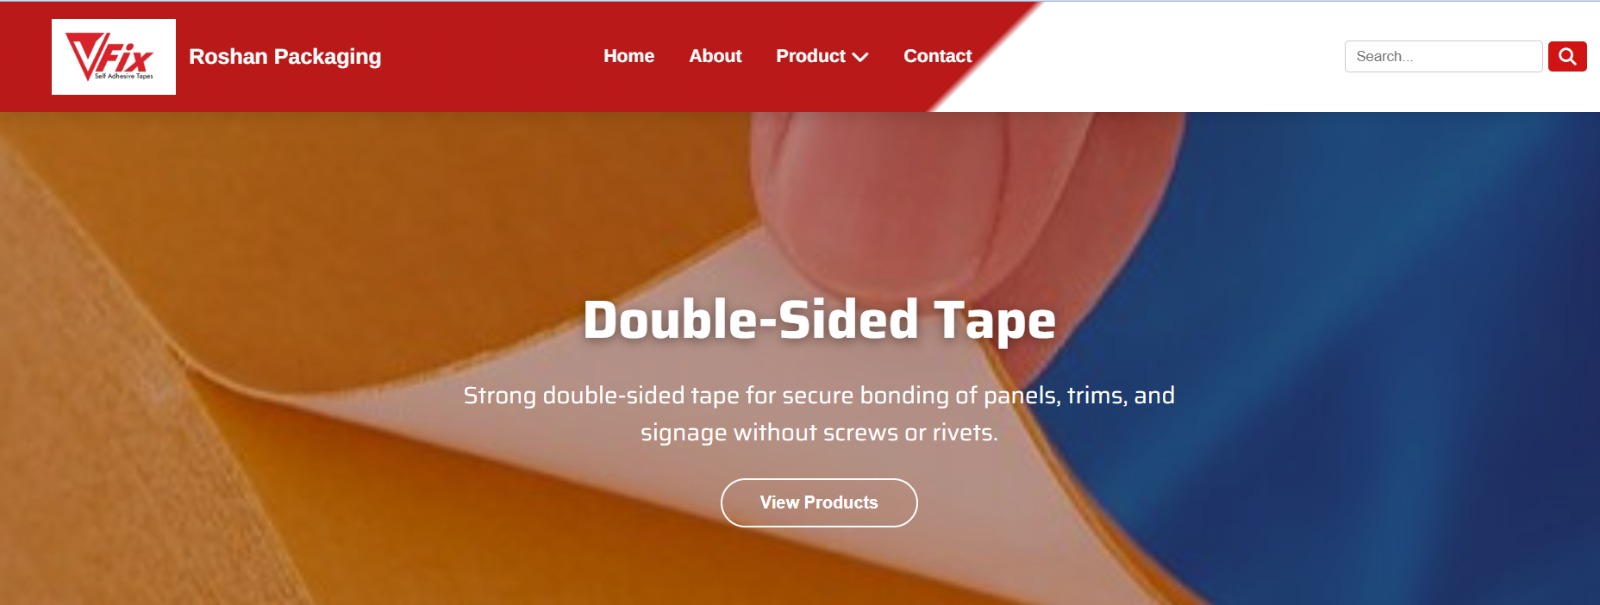 VFix
Self Adhesive Tapes
Roshan Packaging
Home About Product Contact
Search...
Double-Sided Tape
Strong double-sided tape for secure bonding of panels, trims, and
signage without screws or rivets.
View Products